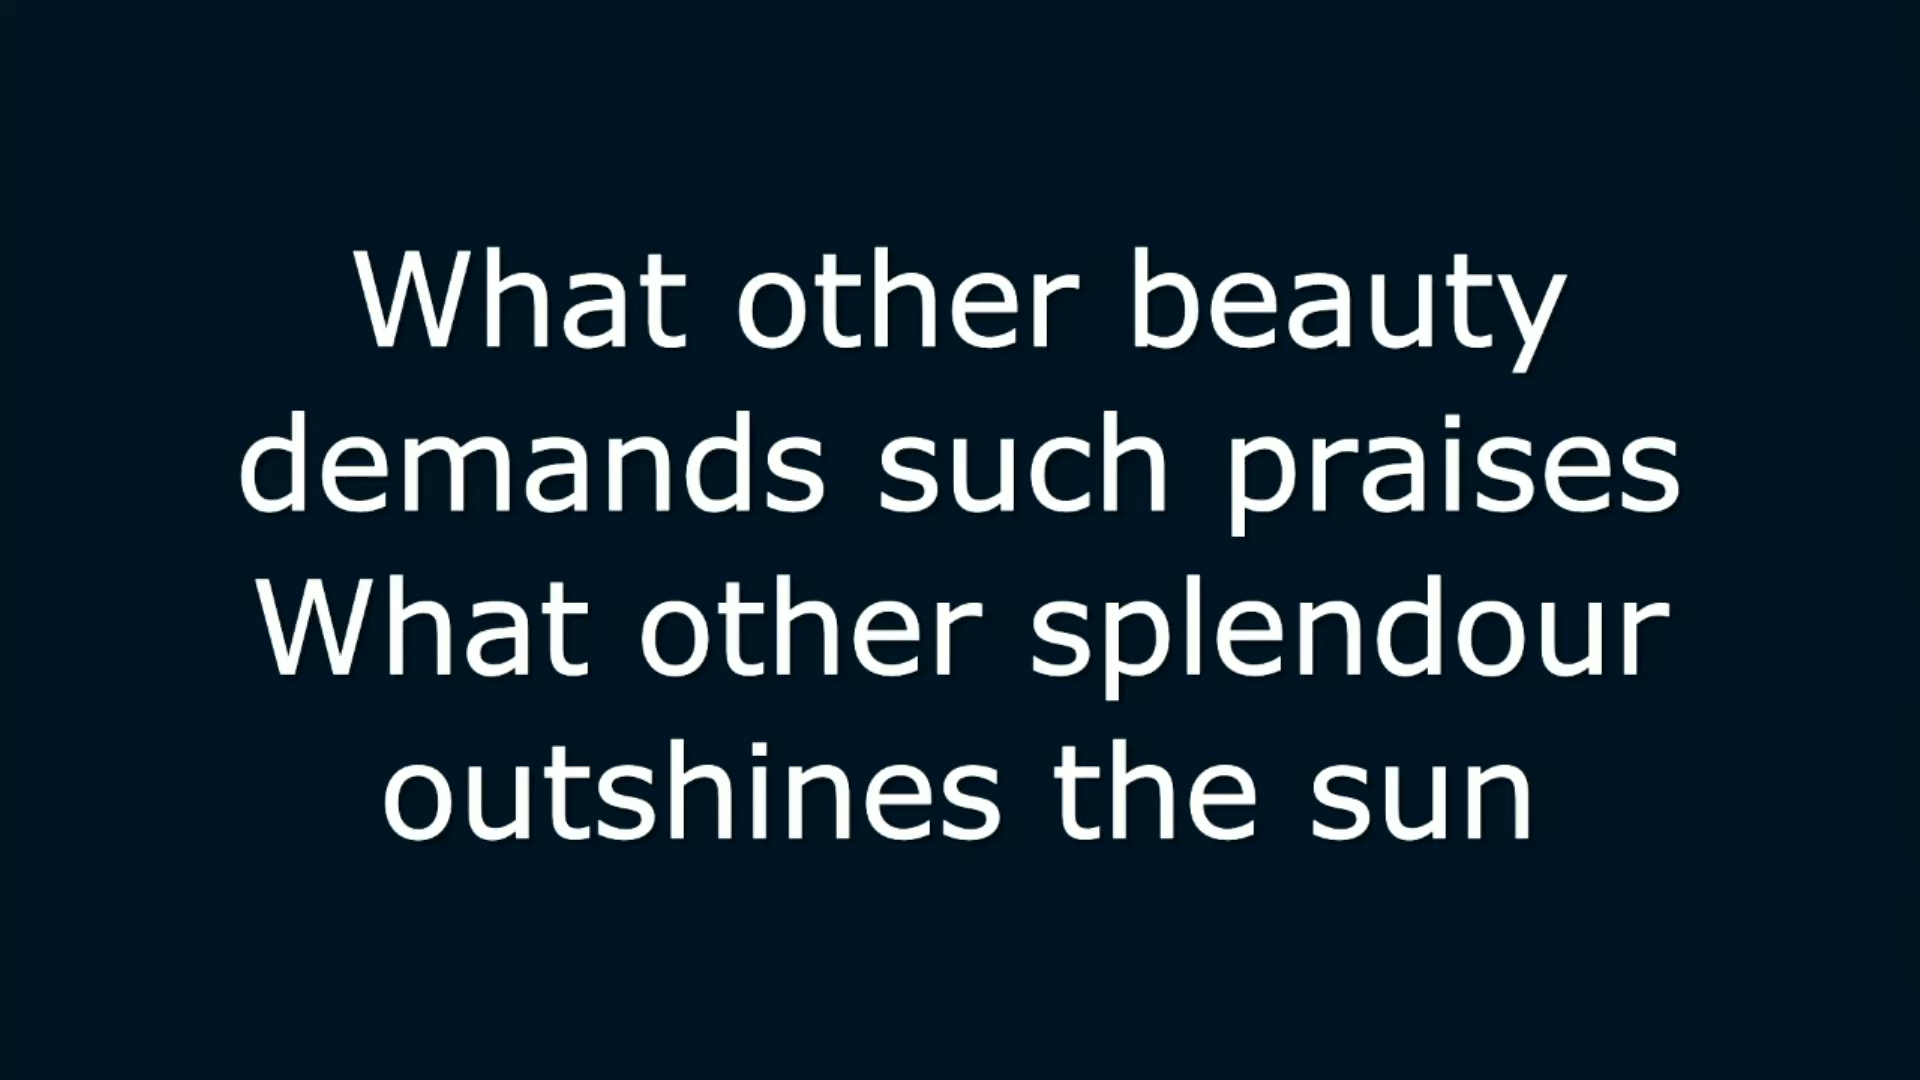 What other beauty
demands such praises
What other splendour
outshines the sun